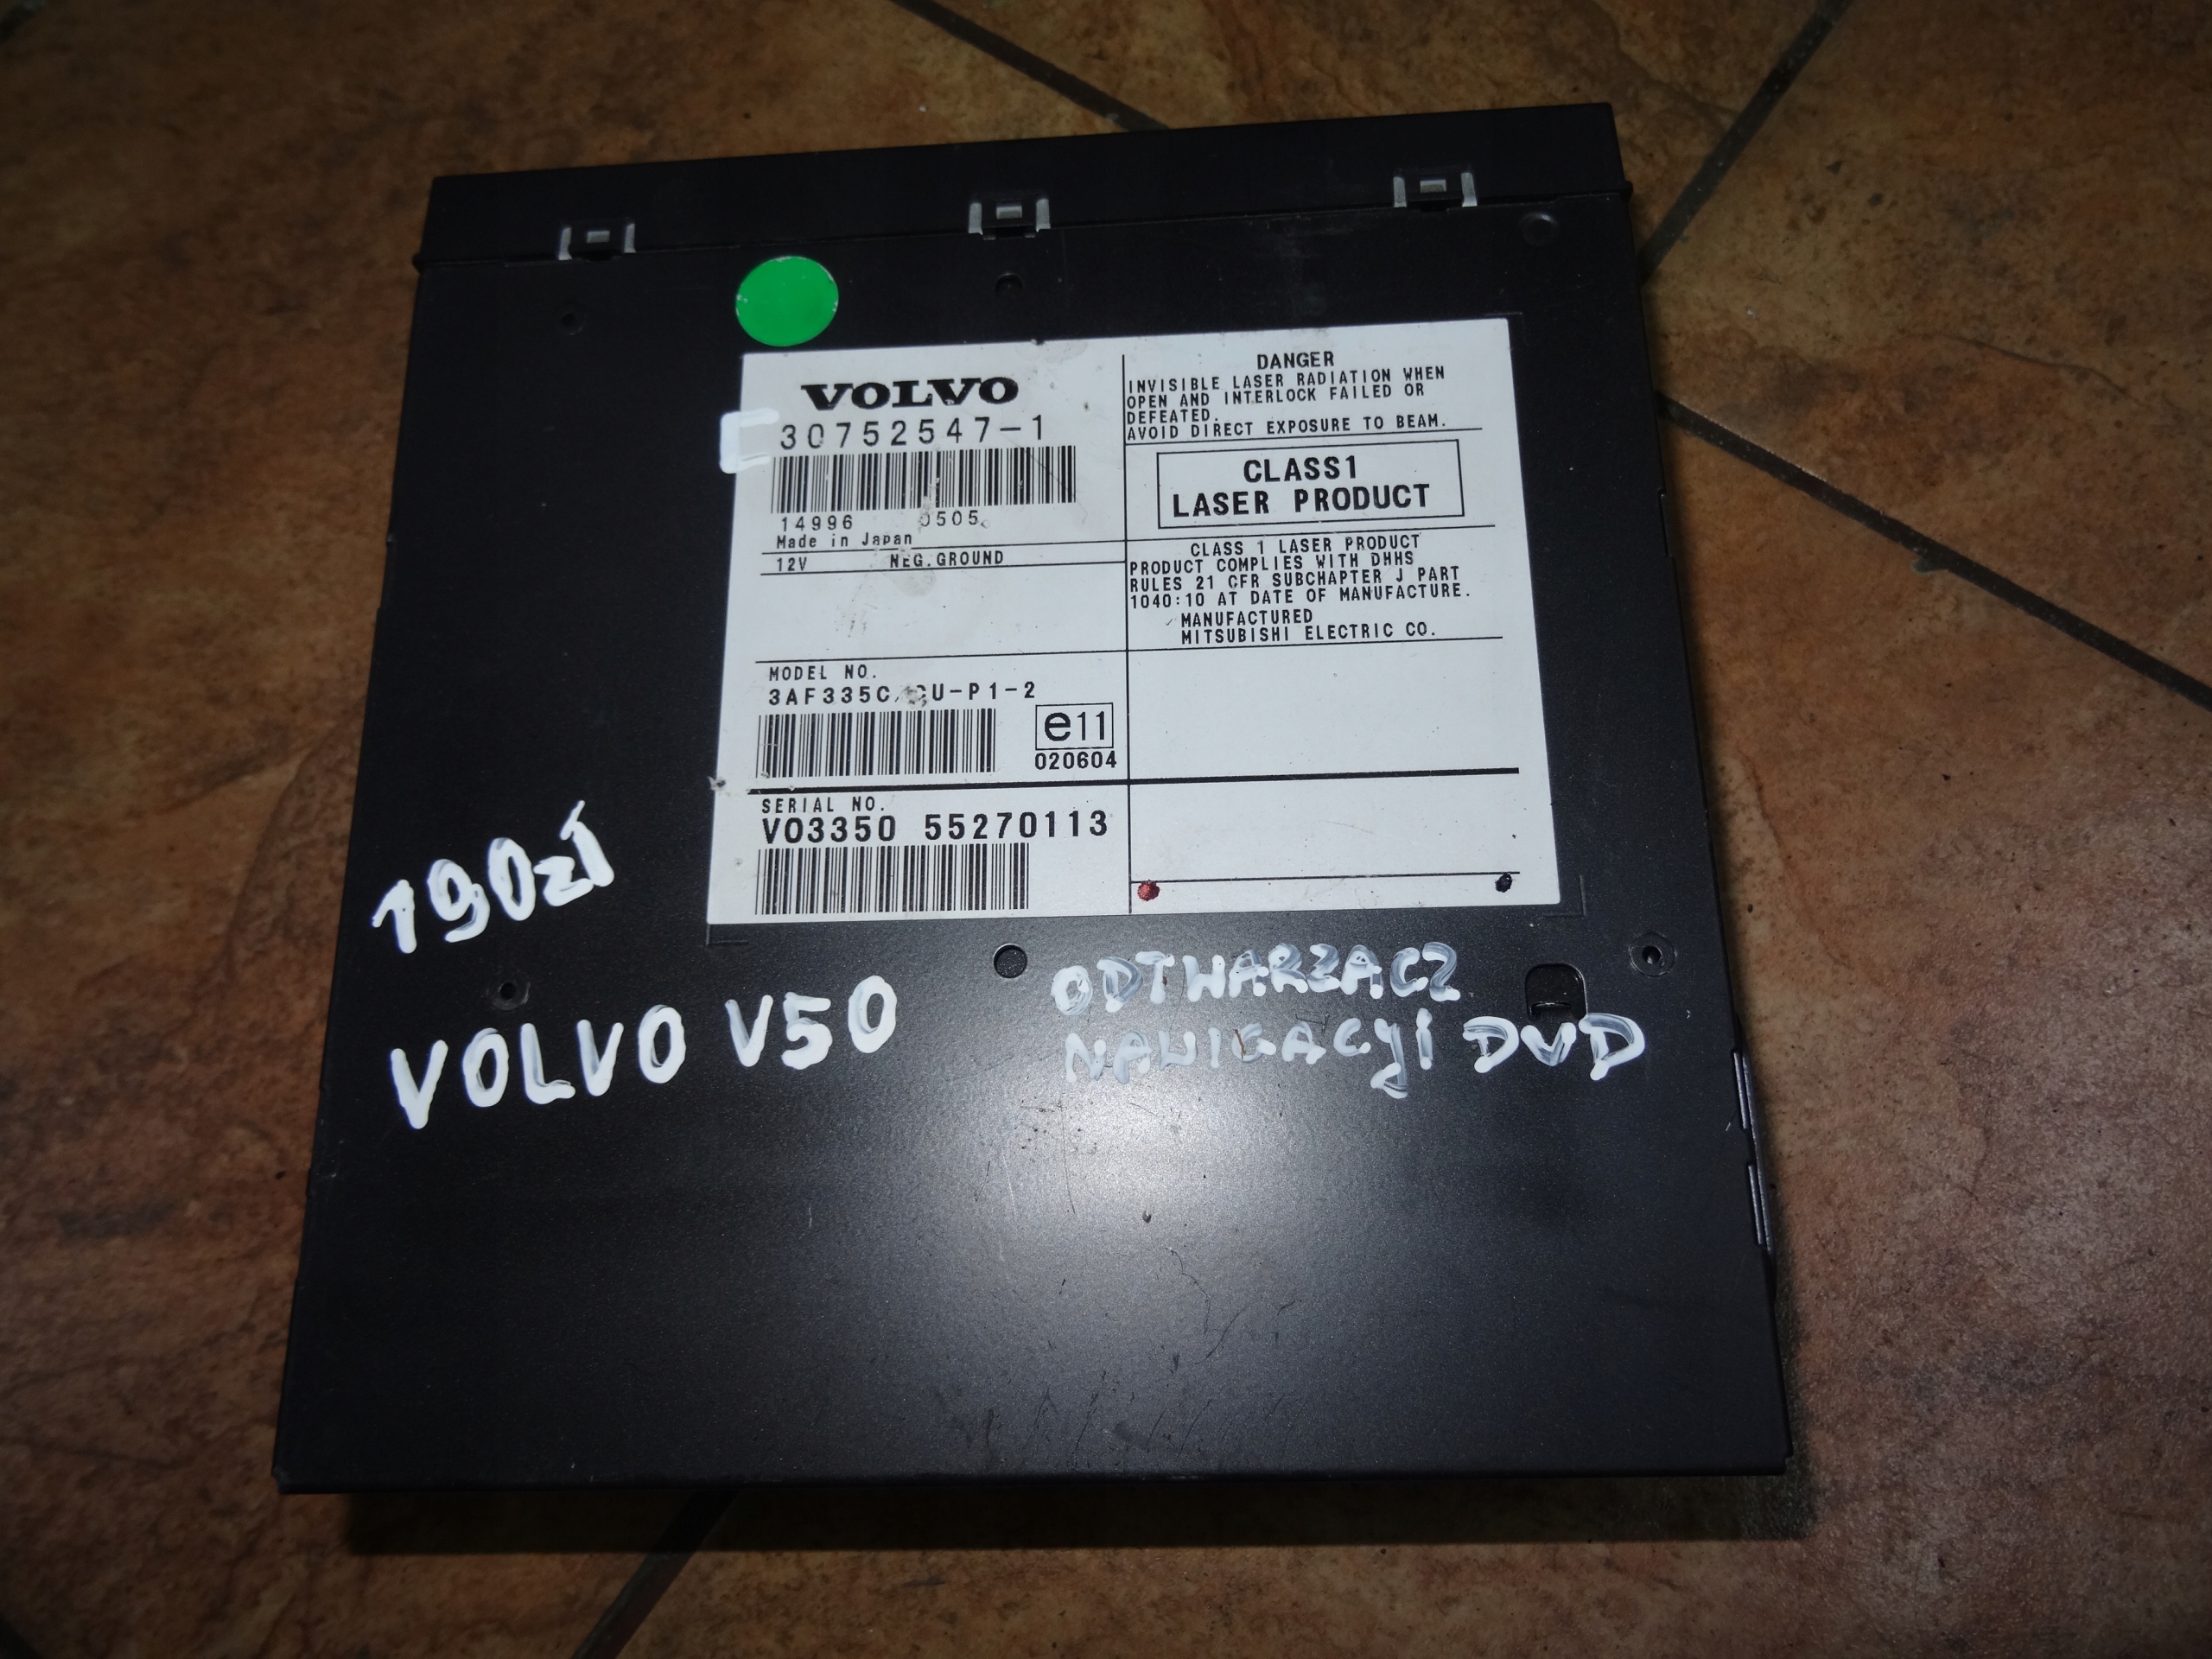 VOLVO
30752547-1
14996 0505
Made in Japan
12V NEG.GROUND
MODEL NO.
e11
020604
SERIAL NO.
VO3350 55270113
DANGER
INVISIBLE LASER RADIATION WHEN
OPEN AND INTERLOCK FAILED OR
DEFEATED.
AVOID DIRECT EXPOSURE TO BEAM.
CLASS1
LASER PRODUCT
CLASS 1 LASER PRODUCT
PRODUCT COMPLIES WITH DHHS
RULES 21 CFR SUBCHAPTER J PART
1040:10 AT DATE OF MANUFACTURE.
MANUFACTURED
MITSUBISHI ELECTRIC CO.
190zł
VOLVO V50
ODTWARZACZ
NAWIGACYJ DVD